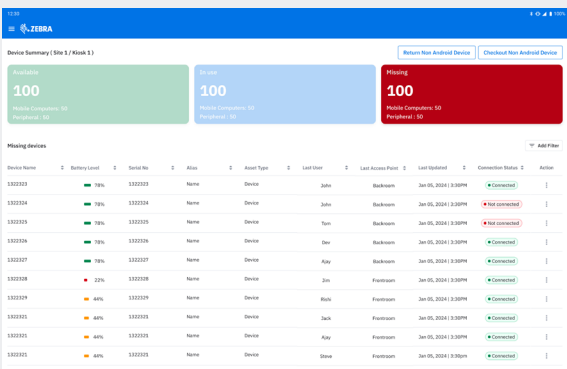 12:30 100%
ZEBRA
Device Summary ( Site 1 / Kiosk 1 ) Return Non Android Device Checkout Non Android Device
Available In-use Missing
100 100 100
Mobile Computers: 50 Mobile Computers: 50 Mobile Computers: 50
Peripheral : 50 Peripheral : 50 Peripheral : 50
Missing devices Add Filter
Device Name Battery Level Serial No Alias Asset Type Last User Last Access Point Last Updated Connection Status Action
1322323 78% 1322323 Name Device John Backroom Jan 05, 2024 | 3:30PM Connected
1322324 78% 1322324 Name Device John Backroom Jan 05, 2024 | 3:30PM Not connected
1322325 78% 1322325 Name Device Tom Backroom Jan 05, 2024 | 3:30PM Not connected
1322326 78% 1322326 Name Device Dev Backroom Jan 05, 2024 | 3:30PM Connected
1322327 78% 1322327 Name Device Ajay Backroom Jan 05, 2024 | 3:30PM Connected
1322328 22% 1322328 Name Device Jim Frontroom Jan 05, 2024 | 3:30PM Connected
1322329 44% 1322329 Name Device Rishi Frontroom Jan 05, 2024 | 3:30PM Connected
1322321 44% 1322321 Name Device Jack Frontroom Jan 05, 2024 | 3:30PM Connected
1322321 44% 1322321 Name Device Ajay Frontroom Jan 05, 2024 | 3:30PM Connected
1322321 44% 1322321 Name Device Steve Frontroom Jan 05, 2024 | 3:30pm Connected